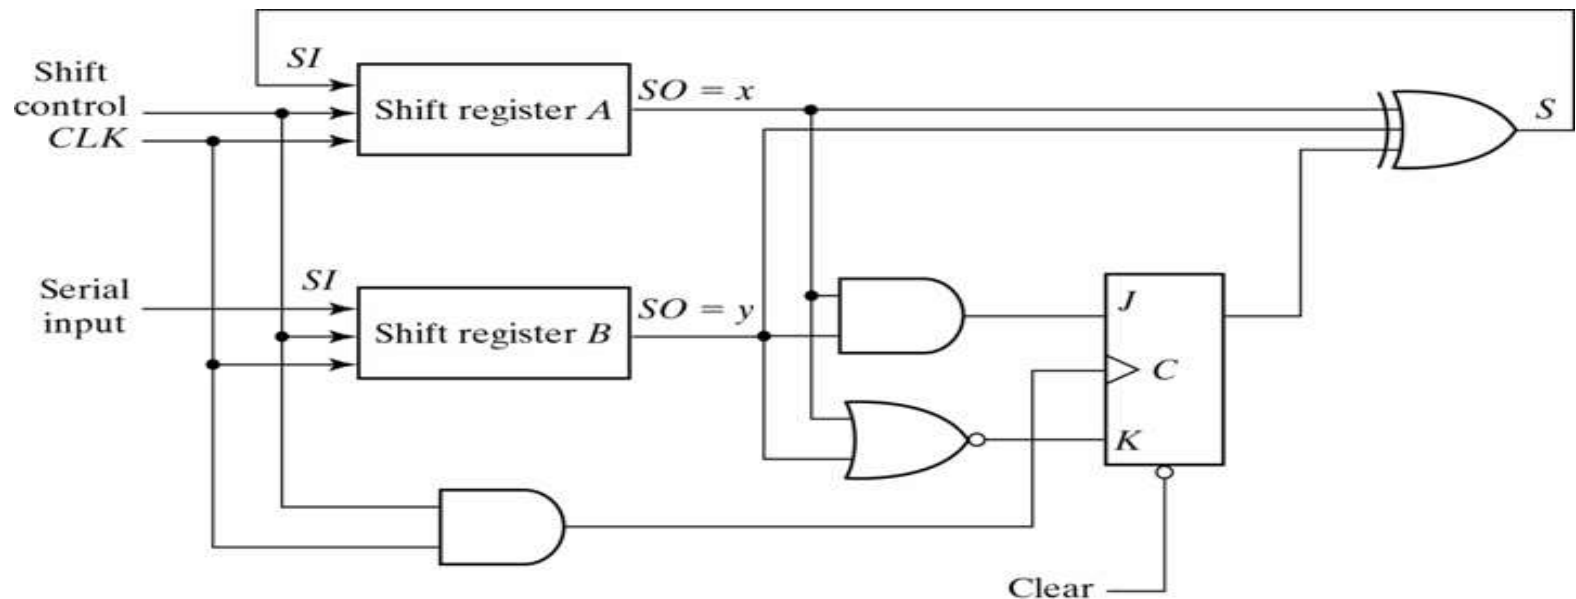 SI
Shift
control
CLK
Shift register A
SO = x
S
Serial
input
SI
Shift register B
SO = y
J
C
K
Clear